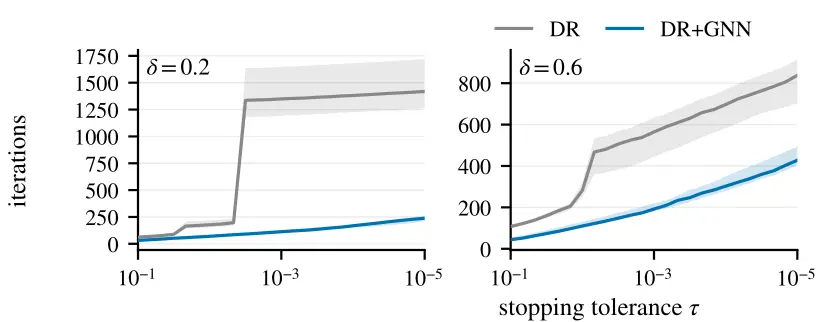 DR DR+GNN
δ = 0.2
δ = 0.6
iterations
1750
1500
1250
1000
750
500
250
0
10⁻¹ 10⁻³ 10⁻⁵
800
600
400
200
0
10⁻¹ 10⁻³ 10⁻⁵
stopping tolerance τ